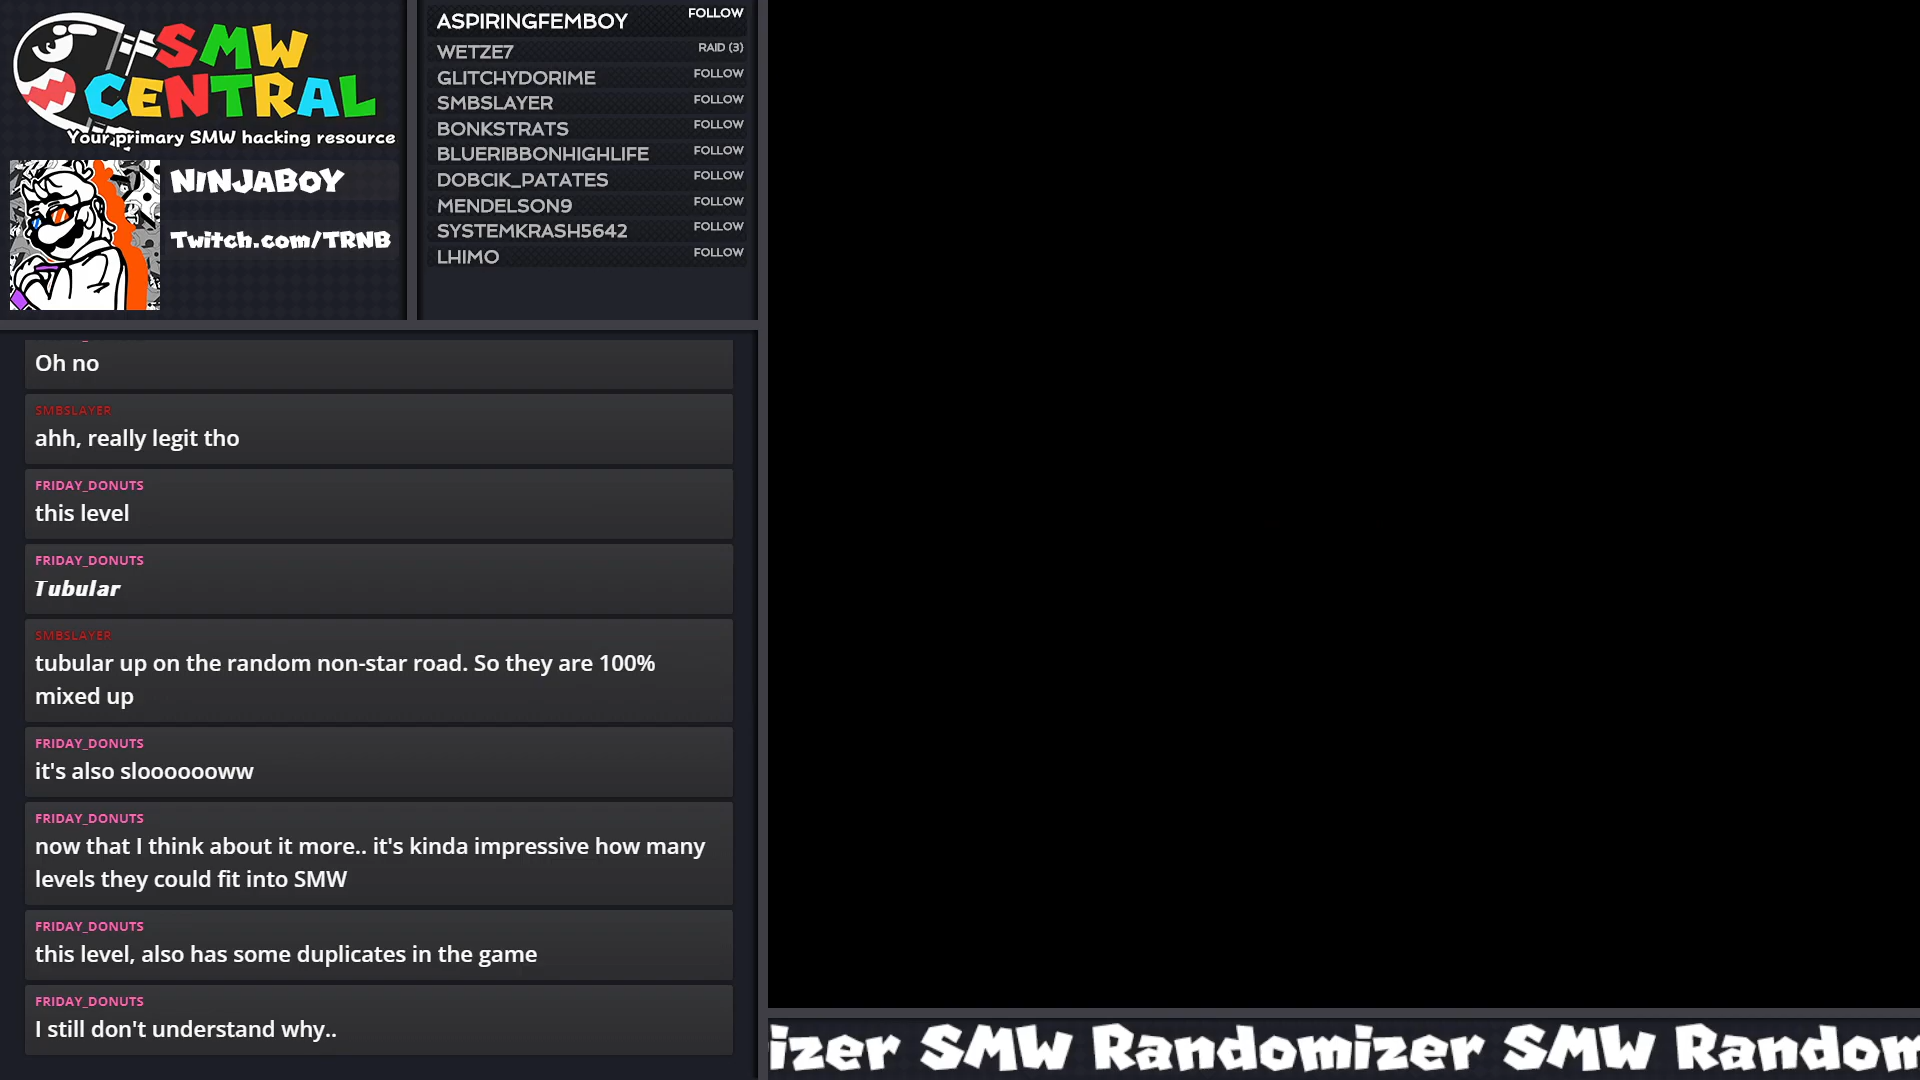 SMW
CENTRAL
Your primary SMW hacking resource
NINJABOY
Twitch.com/TRNB
ASPIRINGFEMBOY FOLLOW
WETZE7 RAID (3)
GLITCHYDORIME FOLLOW
SMBSLAYER FOLLOW
BONKSTRATS FOLLOW
BLUERIBBONHIGHLIFE FOLLOW
DOBCIK_PATATES FOLLOW
MENDELSON9 FOLLOW
SYSTEMKRASH5642 FOLLOW
LHIMO FOLLOW
Oh no
SMBSLAYER
ahh, really legit tho
FRIDAY_DONUTS
this level
FRIDAY_DONUTS
Tubular
SMBSLAYER
tubular up on the random non-star road. So they are 100%
mixed up
FRIDAY_DONUTS
it's also slooooooww
FRIDAY_DONUTS
now that I think about it more.. it's kinda impressive how many
levels they could fit into SMW
FRIDAY_DONUTS
this level, also has some duplicates in the game
FRIDAY_DONUTS
I still don't understand why..
izer SMW Randomizer SMW Random